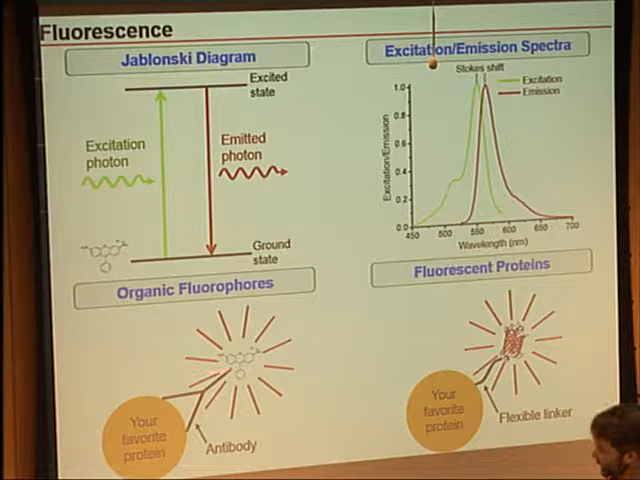 Fluorescence
Jablonski Diagram
Excited
state
Excitation
photon
Emitted
photon
Ground
state
Excitation/Emission Spectra
Stokes shift
Excitation
Emission
Excitation/Emission
1.0
0.8
0.6
0.4
0.2
0.0
450 500 550 600 650 700
Wavelength (nm)
Organic Fluorophores
Your
favorite
protein
Antibody
Fluorescent Proteins
Your
favorite
protein
Flexible linker